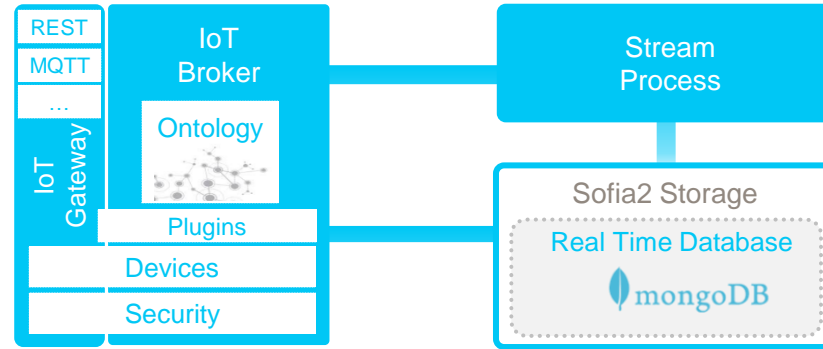 REST
MQTT
...
IoT
Gateway
IoT
Broker
Ontology
Plugins
Devices
Security
Stream
Process
Sofia2 Storage
Real Time Database
mongoDB